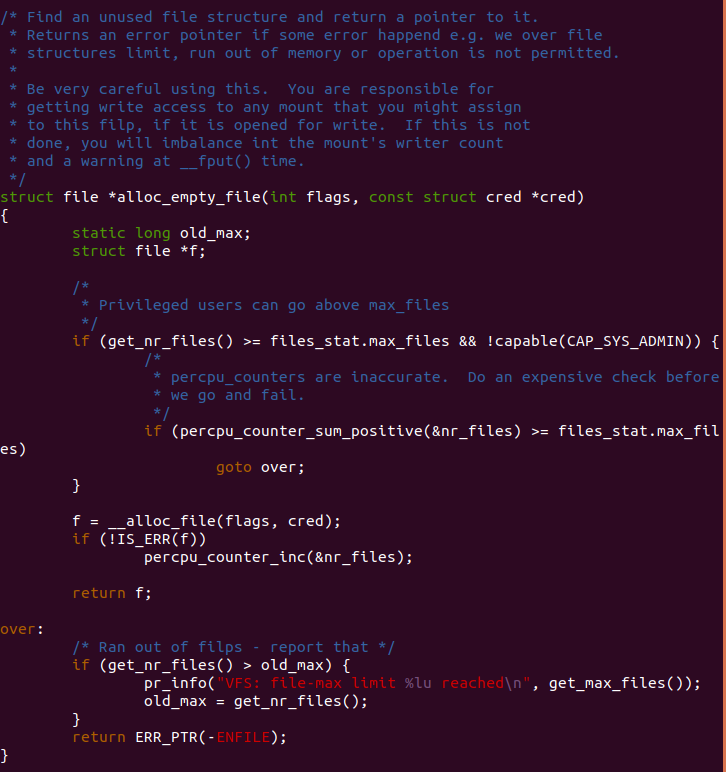 /* Find an unused file structure and return a pointer to it.
 * Returns an error pointer if some error happend e.g. we over file
 * structures limit, run out of memory or operation is not permitted.
 *
 * Be very careful using this.  You are responsible for
 * getting write access to any mount that you might assign
 * to this filp, if it is opened for write.  If this is not
 * done, you will imbalance int the mount's writer count
 * and a warning at __fput() time.
 */
struct file *alloc_empty_file(int flags, const struct cred *cred)
{
        static long old_max;
        struct file *f;

        /*
         * Privileged users can go above max_files
         */
        if (get_nr_files() >= files_stat.max_files && !capable(CAP_SYS_ADMIN)) {
                /*
                 * percpu_counters are inaccurate.  Do an expensive check before
                 * we go and fail.
                 */
                if (percpu_counter_sum_positive(&nr_files) >= files_stat.max_fil
es)
                        goto over;
        }

        f = __alloc_file(flags, cred);
        if (!IS_ERR(f))
                percpu_counter_inc(&nr_files);

        return f;

over:
        /* Ran out of filps - report that */
        if (get_nr_files() > old_max) {
                pr_info("VFS: file-max limit %lu reached\n", get_max_files());
                old_max = get_nr_files();
        }
        return ERR_PTR(-ENFILE);
}